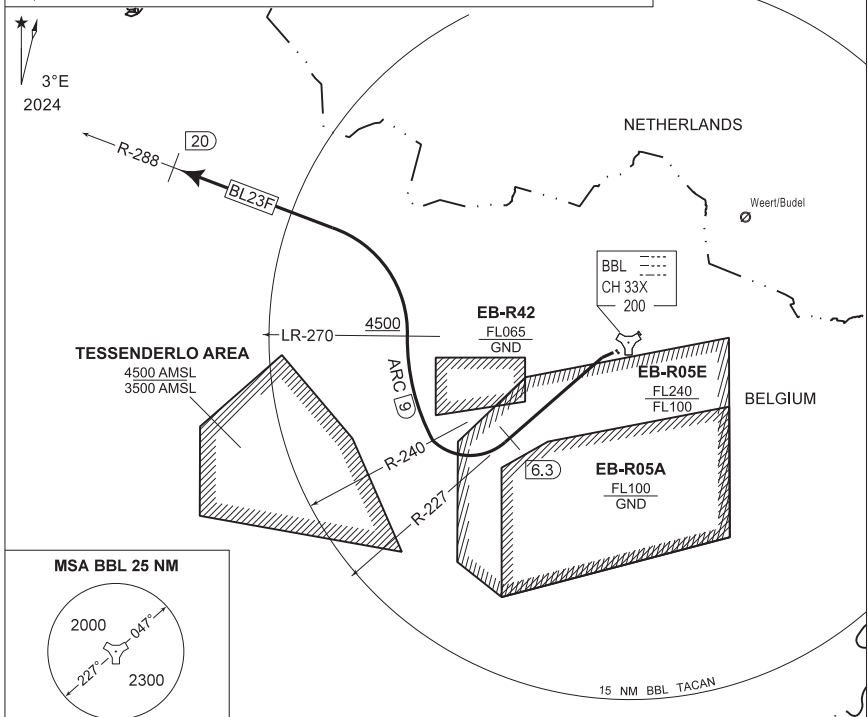 3°E
2024
NETHERLANDS
R-288
20
BL23F
Weert/Budel
BBL
CH 33X
200
EB-R42
FL065
GND
LR-270
4500
TESSENDERLO AREA
4500 AMSL
3500 AMSL
ARC 9
EB-R05E
FL240
FL100
BELGIUM
R-240
6.3
EB-R05A
FL100
GND
R-227
MSA BBL 25 NM
2000
047°
227°
2300
15 NM BBL TACAN